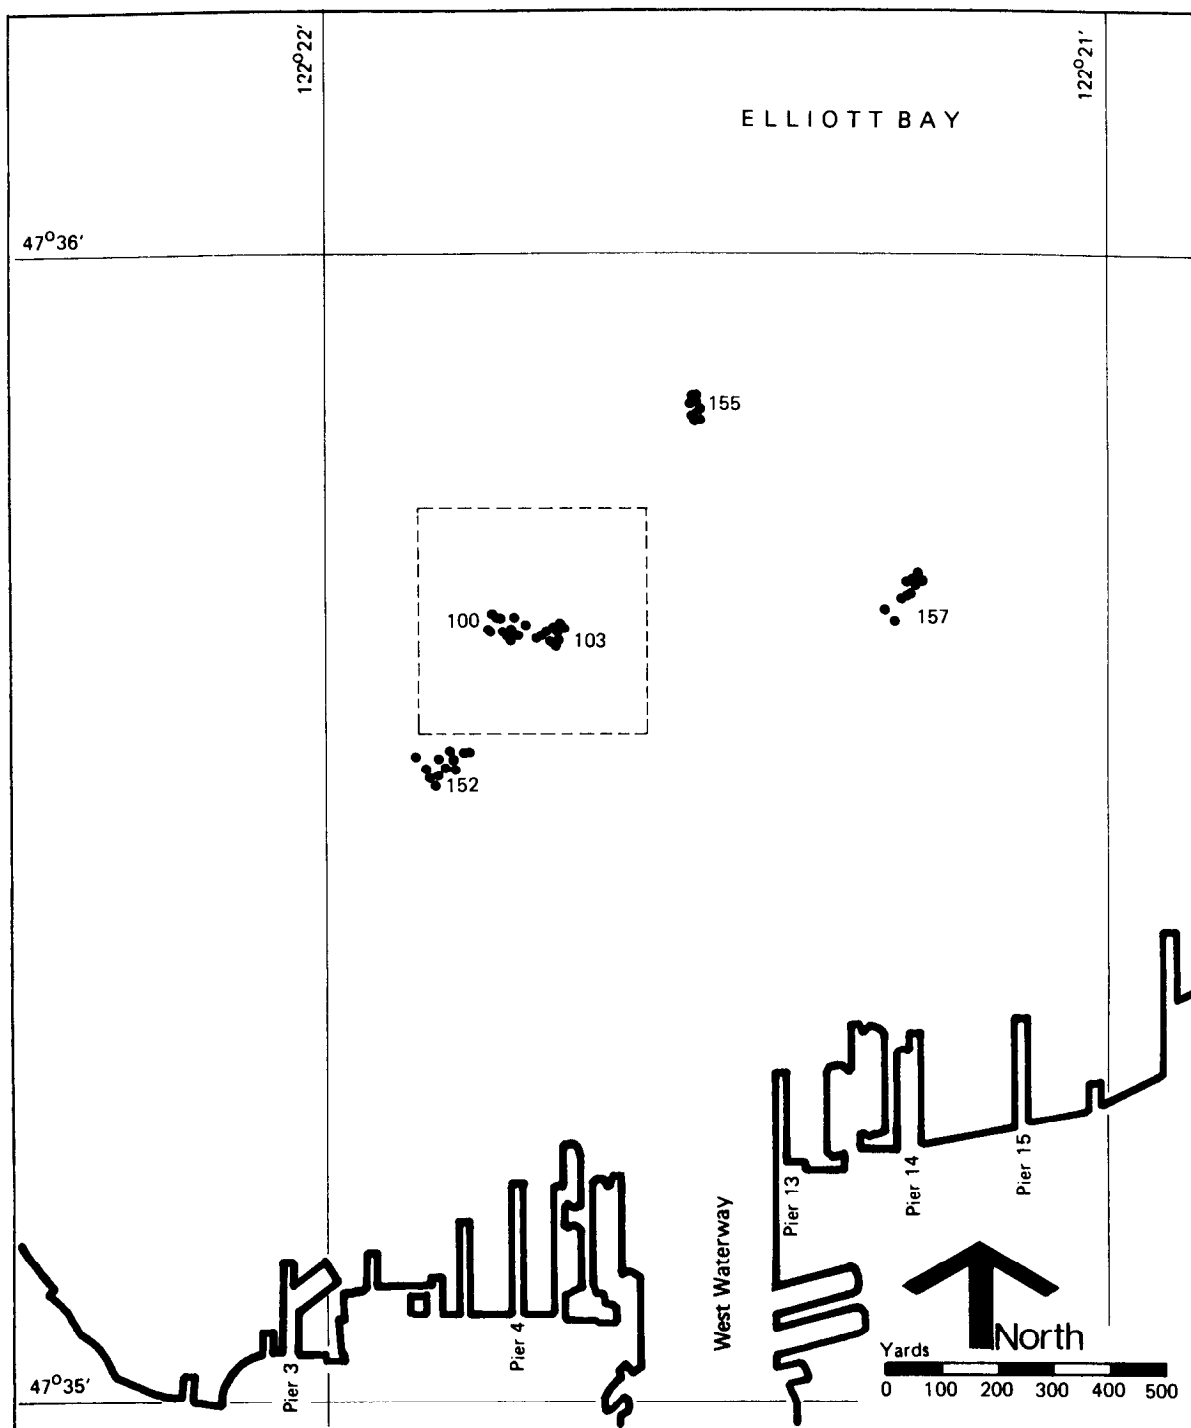 122°22'
122°21'
ELLIOTT BAY
47°36'
155
100
103
157
152
Pier 13
Pier 14
Pier 15
West Waterway
Pier 4
Pier 3
North
Yards
0 100 200 300 400 500
47°35'